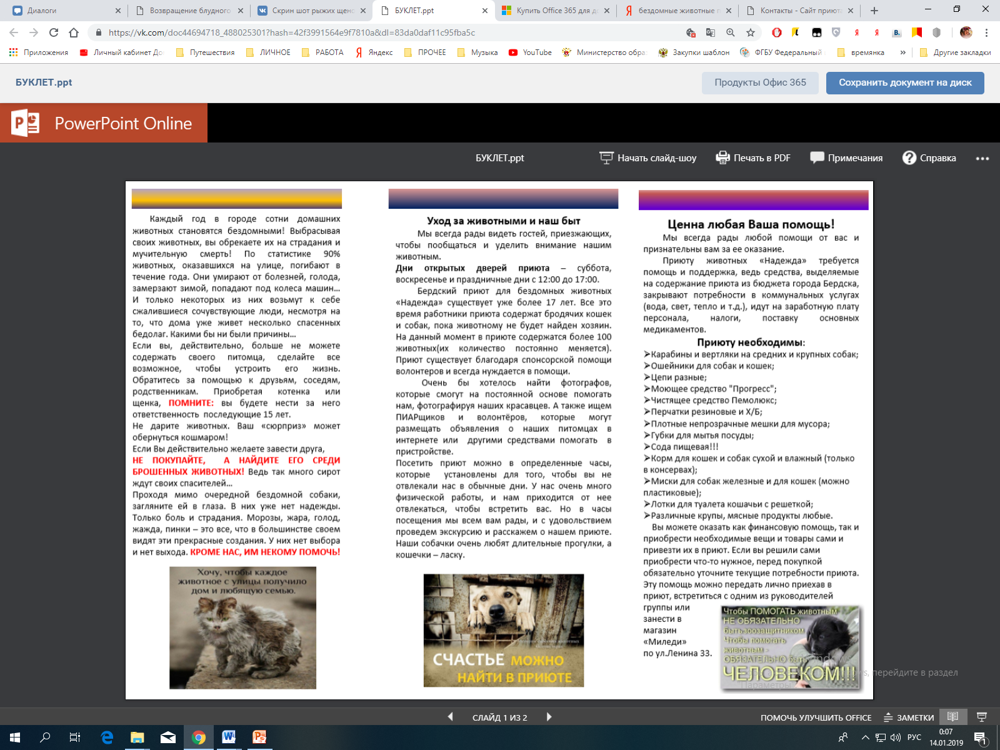 Диалоги
Возвращение блудного
Скрин шот рыжих щено
БУКЛЕТ.ppt
Купить Office 365 для д
бездомные животные г
Контакты - Сайт приюта
https://vk.com/doc44694718_488025301?hash=42f3991564e9f7810a&dl=83da0daf11c95fba5c
Приложения
Личный кабинет До
Путешествия
ЛИЧНОЕ
РАБОТА
Яндекс
ПРОЧЕЕ
Музыка
YouTube
Министерство обра
Закупки шаблон
ФГБУ Федеральный
времянка
Другие закладки
БУКЛЕТ.ppt
Продукты Офис 365
Сохранить документ на диск
PowerPoint Online
БУКЛЕТ.ppt
Начать слайд-шоу
Печать в PDF
Примечания
Справка
Каждый год в городе сотни домашних
животных становятся бездомными! Выбрасывая
своих животных, вы обрекаете их на страдания и
мучительную смерть! По статистике 90%
животных, оказавшихся на улице, погибают в
течение года. Они умирают от болезней, голода,
замерзают зимой, попадают под колеса машин...
И только некоторых из них возьмут к себе
сжалившиеся сочувствующие люди, несмотря на
то, что дома уже живет несколько спасенных
бедолаг. Какими бы ни были причины...
Если вы, действительно, больше не можете
содержать своего питомца, сделайте все
возможное, чтобы устроить его жизнь.
Обратитесь за помощью к друзьям, соседям,
родственникам. Приобретая котенка или
щенка, ПОМНИТЕ: вы будете нести за него
ответственность последующие 15 лет.
Не дарите животных. Ваш «сюрприз» может
обернуться кошмаром!
Если Вы действительно желаете завести друга,
НЕ ПОКУПАЙТЕ, А НАЙДИТЕ ЕГО СРЕДИ
БРОШЕННЫХ ЖИВОТНЫХ! Ведь так много сирот
ждут своих спасителей...
Проходя мимо очередной бездомной собаки,
загляните ей в глаза. В них уже нет надежды.
Только боль и страдания. Морозы, жара, голод,
жажда, пинки – это все, что в большинстве своем
видят эти прекрасные создания. У них нет выбора
и нет выхода. КРОМЕ НАС, ИМ НЕКОМУ ПОМОЧЬ!
Хочу, чтобы каждое
животное с улицы получило
дом и любящую семью.
Уход за животными и наш быт
Мы всегда рады видеть гостей, приезжающих,
чтобы пообщаться и уделить внимание нашим
животным.
Дни открытых дверей приюта – суббота,
воскресенье и праздничные дни с 12:00 до 17:00.
Бердский приют для бездомных животных
«Надежда» существует уже более 17 лет. Все это
время работники приюта содержат бродячих кошек
и собак, пока животному не будет найден хозяин.
На данный момент в приюте содержатся более 100
животных(их количество постоянно меняется).
Приют существует благодаря спонсорской помощи
волонтеров и всегда нуждается в помощи.
Очень бы хотелось найти фотографов,
которые смогут на постоянной основе помогать
нам, фотографируя наших красавцев. А также ищем
ПИАРщиков и волонтёров, которые могут
размещать объявления о наших питомцах в
интернете или другими средствами помогать в
пристройстве.
Посетить приют можно в определенные часы,
которые установлены для того, чтобы вы не
отвлекали нас в обычные дни. У нас очень много
физической работы, и нам приходится от нее
отвлекаться, чтобы встретить вас. Но в часы
посещения мы всем вам рады, и с удовольствием
проведем экскурсию и расскажем о нашем приюте.
Наши собачки очень любят длительные прогулки, а
кошечки – ласку.
СЧАСТЬЕ МОЖНО
НАЙТИ В ПРИЮТЕ
Ценна любая Ваша помощь!
Мы всегда рады любой помощи от вас и
признательны вам за ее оказание.
Приюту животных «Надежда» требуется
помощь и поддержка, ведь средства, выделяемые
на содержание приюта из бюджета города Бердска,
закрывают потребности в коммунальных услугах
(вода, свет, тепло и т.д.), идут на заработную плату
персонала, налоги, поставку основных
медикаментов.
Приюту необходимы:
➢Карабины и вертляки на средних и крупных собак;
➢Ошейники для собак и кошек;
➢Цепи разные;
➢Моющее средство "Прогресс";
➢Чистящее средство Пемолюкс;
➢Перчатки резиновые и Х/Б;
➢Плотные непрозрачные мешки для мусора;
➢Губки для мытья посуды;
➢Сода пищевая!!!
➢Корм для кошек и собак сухой и влажный (только
в консервах);
➢Миски для собак железные и для кошек (можно
пластиковые);
➢Лотки для туалета кошачьи с решеткой;
➢Различные крупы, мясные продукты любые.
Вы можете оказать как финансовую помощь, так и
приобрести необходимые вещи и товары сами и
привезти их в приют. Если вы решили сами
приобрести что-то нужное, перед покупкой
обязательно уточните текущие потребности приюта.
Эту помощь можно передать лично приехав в
приют, встретиться с одним из руководителей
группы или
занести в
магазин
«Миледи»
по ул.Ленина 33.
Чтобы ПОМОГАТЬ животным
НЕ ОБЯЗАТЕЛЬНО
быть зоозащитником
Чтобы помогать
животным -
ОБЯЗАТЕЛЬНО быть
ЧЕЛОВЕКОМ!!!
перейдите в раздел
Параметры
СЛАЙД 1 ИЗ 2
ПОМОЧЬ УЛУЧШИТЬ OFFICE
ЗАМЕТКИ
РУС
0:07
14.01.2019
1